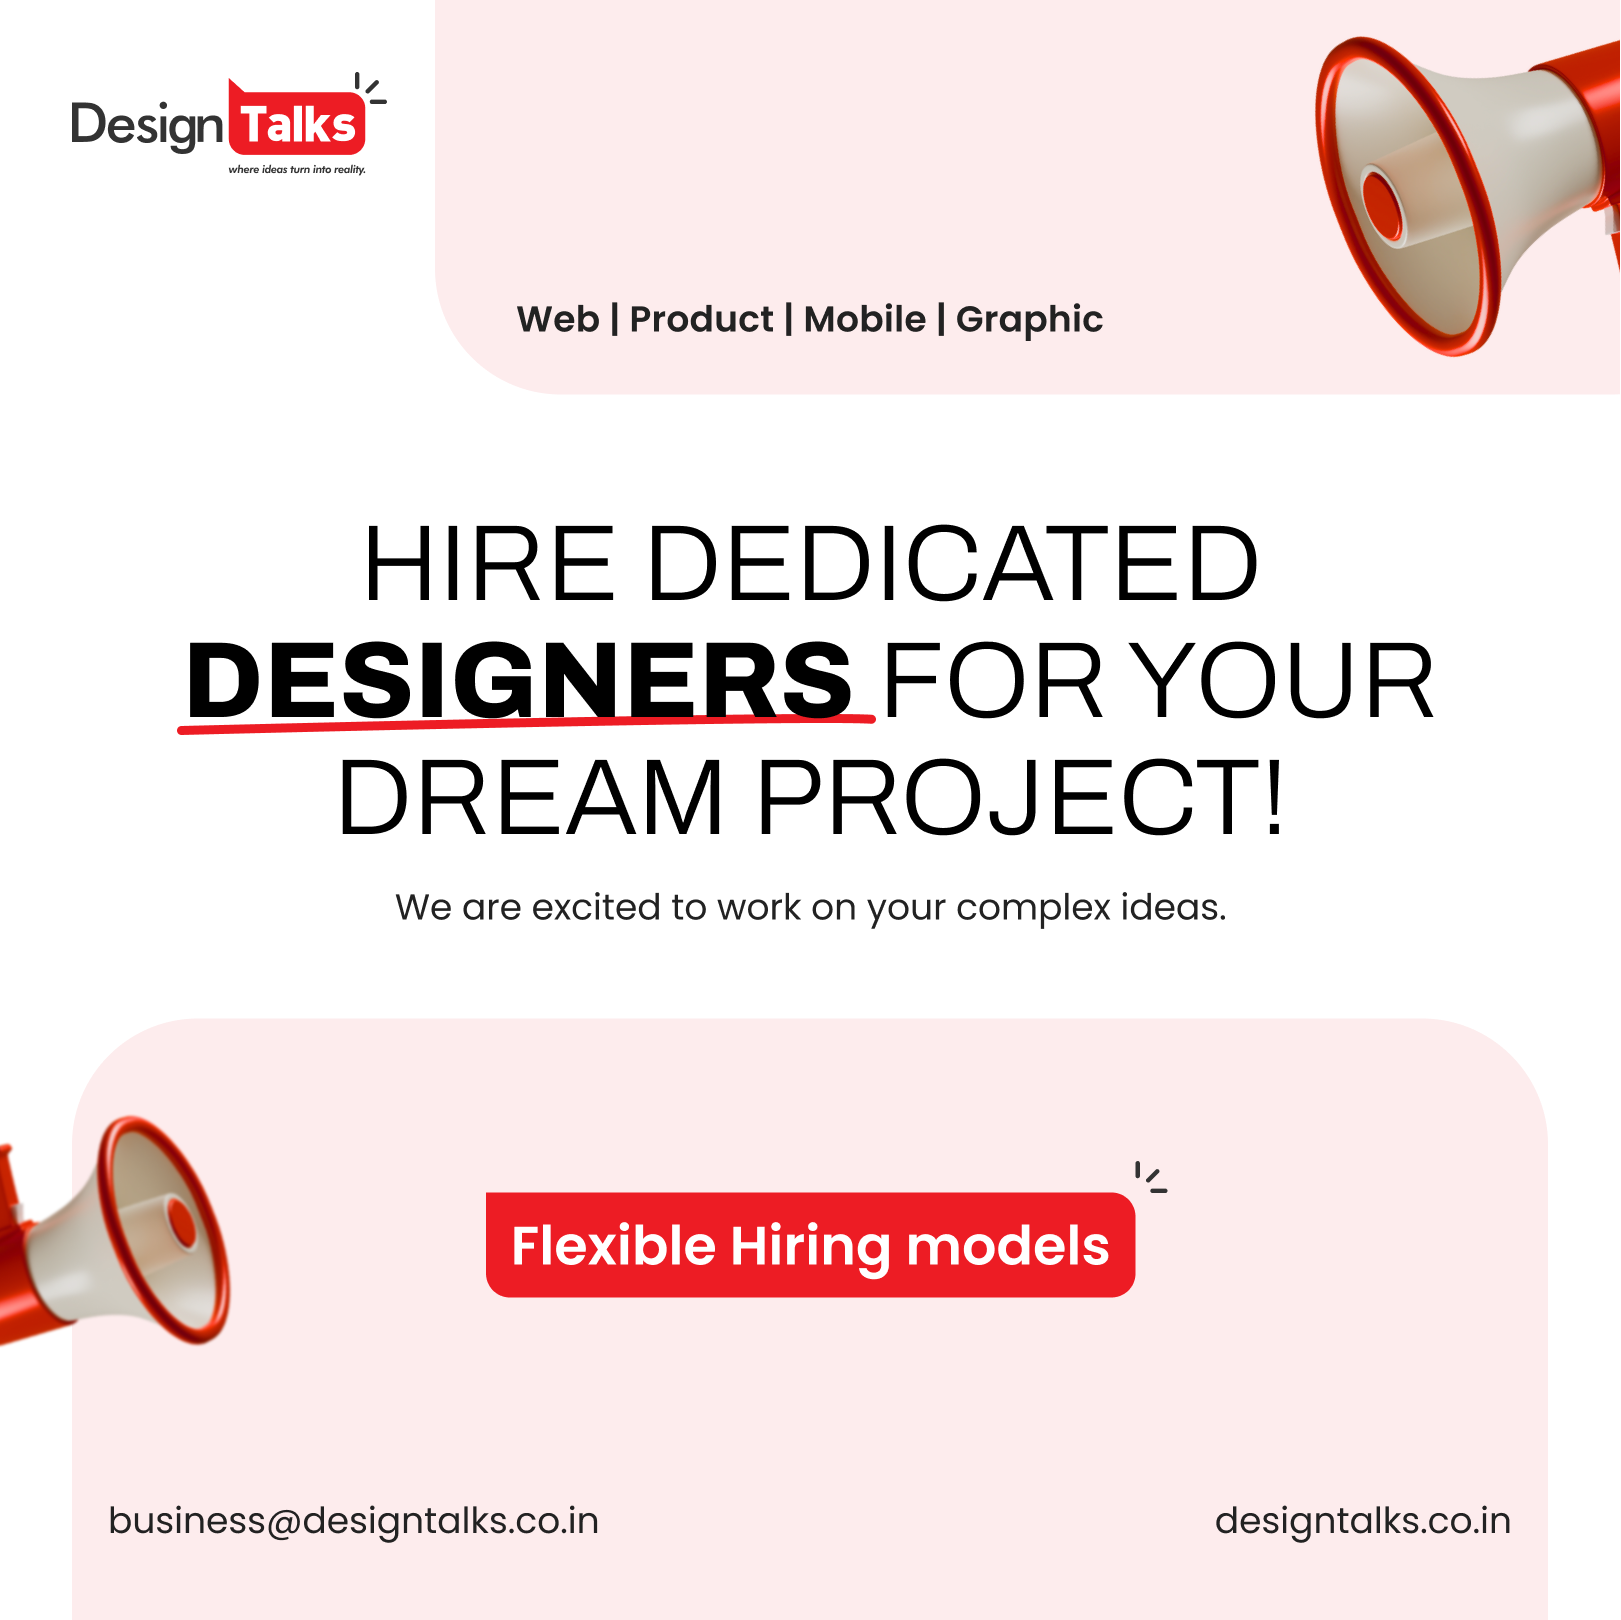 Design Talks
where ideas turn into reality.
Web | Product | Mobile | Graphic
HIRE DEDICATED
DESIGNERS FOR YOUR
DREAM PROJECT!
We are excited to work on your complex ideas.
Flexible Hiring models
business@designtalks.co.in
designtalks.co.in